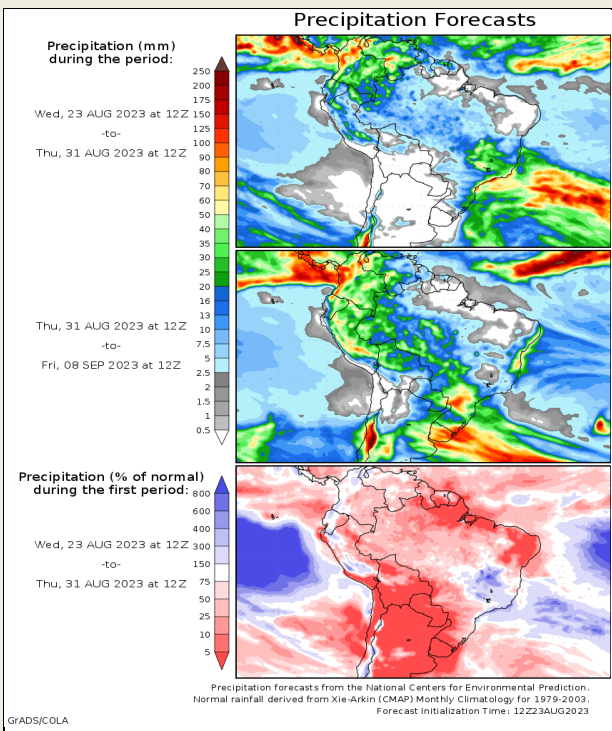 Precipitation Forecasts
Precipitation (mm)
during the period:
Wed, 23 AUG 2023 at 12Z
-to-
Thu, 31 AUG 2023 at 12Z
250
200
175
150
125
100
90
80
70
60
50
40
35
30
25
20
16
13
10
7.5
5
2.5
2
1.5
1
0.5
Thu, 31 AUG 2023 at 12Z
-to-
Fri, 08 SEP 2023 at 12Z
Precipitation (% of normal)
during the first period:
Wed, 23 AUG 2023 at 12Z
-to-
Thu, 31 AUG 2023 at 12Z
800
600
400
300
150
75
50
25
10
5
Precipitation forecasts from the National Centers for Environmental Prediction.
Normal rainfall derived from Xie-Arkin (CMAP) Monthly Climatology for 1979-2003.
Forecast Initialization Time: 12Z23AUG2023
GrADS/COLA